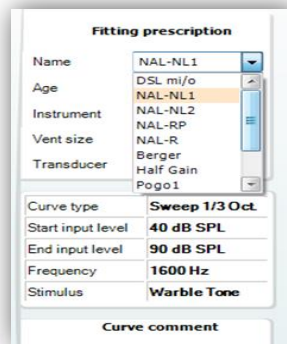 Fitting prescription
Name NAL-NL1
Age
Instrument
Vent size
Transducer
DSL mi/o
NAL-NL1
NAL-NL2
NAL-RP
NAL-R
Berger
Half Gain
Pogo1
Curve type Sweep 1/3 Oct.
Start input level 40 dB SPL
End input level 90 dB SPL
Frequency 1600 Hz
Stimulus Warble Tone
Curve comment